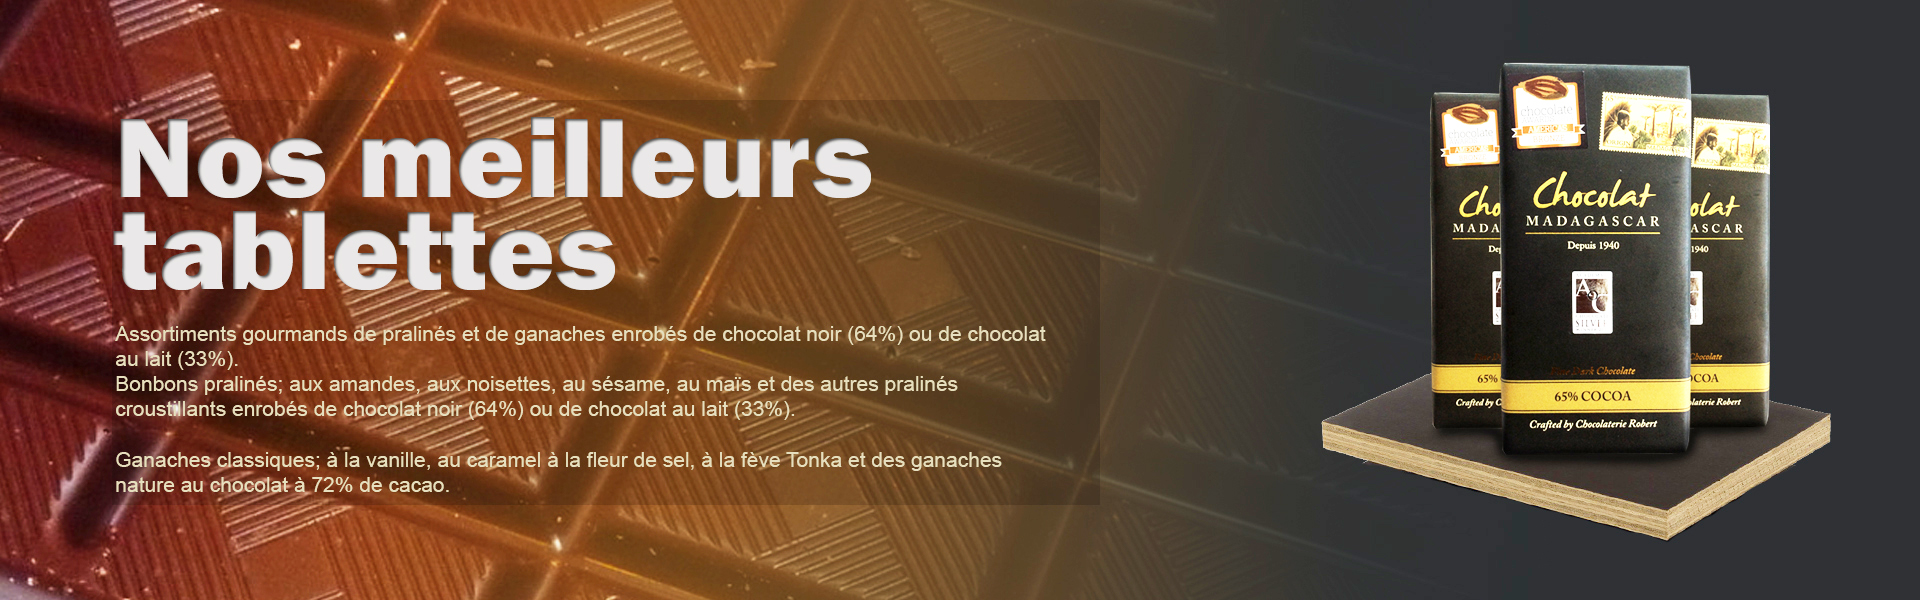 Nos meilleurs
tablettes
Assortiments gourmands de pralinés et de ganaches enrobés de chocolat noir (64%) ou de chocolat
au lait (33%).
Bonbons pralinés; aux amandes, aux noisettes, au sésame, au maïs et des autres pralinés
croustillants enrobés de chocolat noir (64%) ou de chocolat au lait (33%).
Ganaches classiques; à la vanille, au caramel à la fleur de sel, à la fève Tonka et des ganaches
nature au chocolat à 72% de cacao.
chocolate
Chocolat
MADAGASCAR
Depuis 1940
Dark Chocolate
65% COCOA
Crafted by Chocolaterie Robert